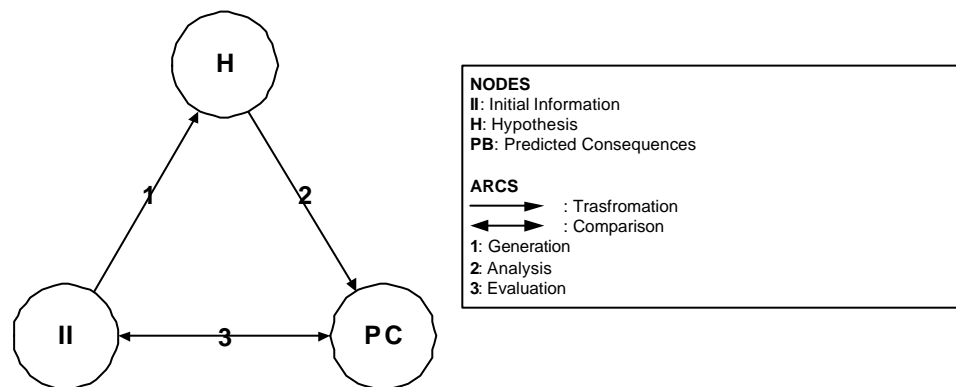 H
1
2
II
3
PC
NODES
II: Initial Information
H: Hypothesis
PB: Predicted Consequences
ARCS
: Trasfromation
: Comparison
1: Generation
2: Analysis
3: Evaluation